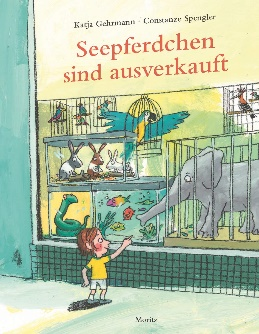 Katja Gehrmann · Constanze Spengler
Seepferdchen
sind ausverkauft
Moritz